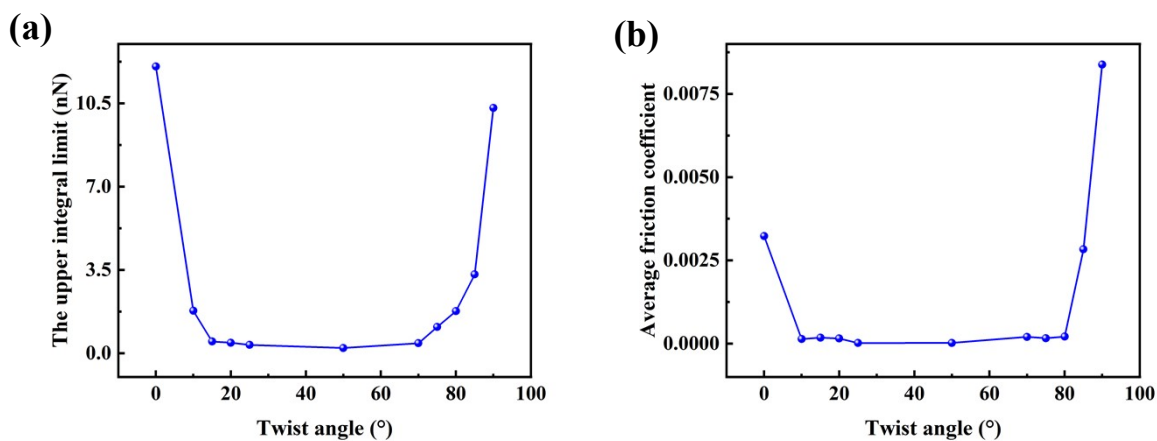 (a)
The upper integral limit (nN)
10.5
7.0
3.5
0.0
0 20 40 60 80 100
Twist angle (°)
(b)
Average friction coefficient
0.0075
0.0050
0.0025
0.0000
0 20 40 60 80 100
Twist angle (°)